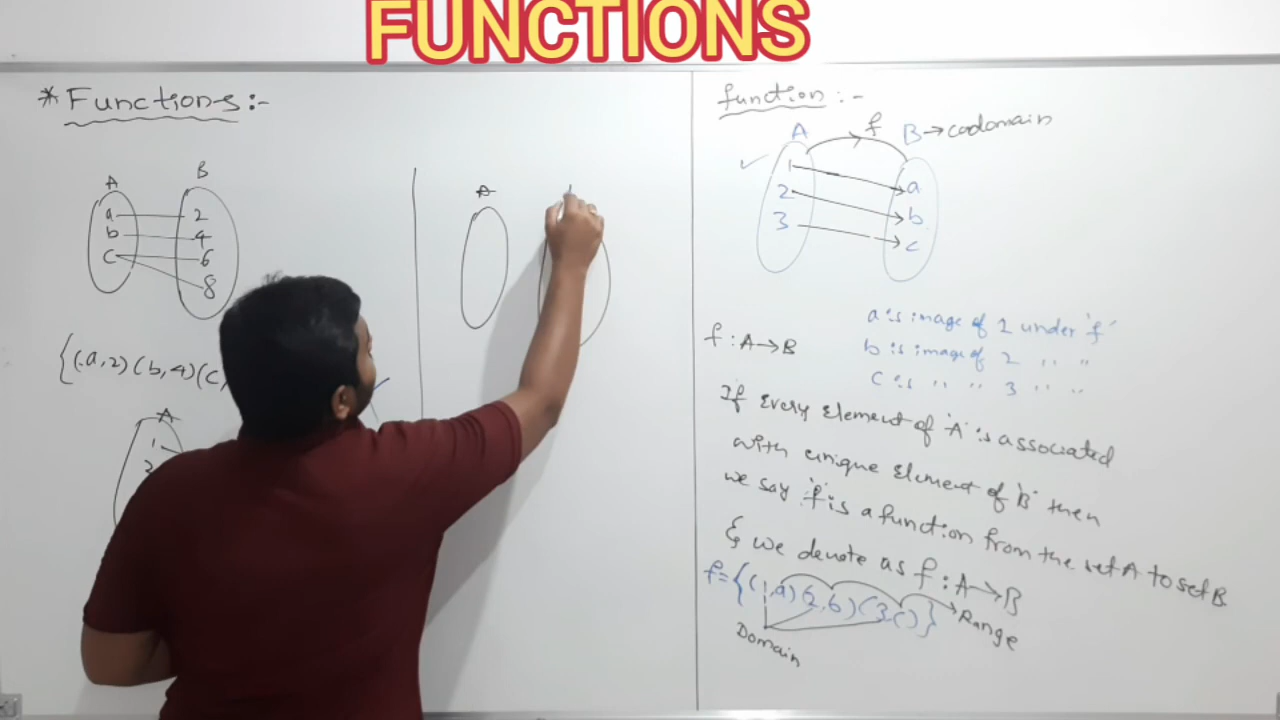 FUNCTIONS
* Functions :-
A B
a 2
b 4
c 6
8
{(a,2)(b,4)(c,
A
1
2
A
function :-
A f B→codomain
1 a
2 b
3 c
a is image of 1 under 'f'
f : A→B
b is image of 2 " "
c is " " 3 " "
If every element of 'A' is associated
with unique element of 'B' then
we say 'f' is a function from the set A to set B
& we denote as f : A→B
f={(1,a)(2,b)(3,c)}
Range
Domain